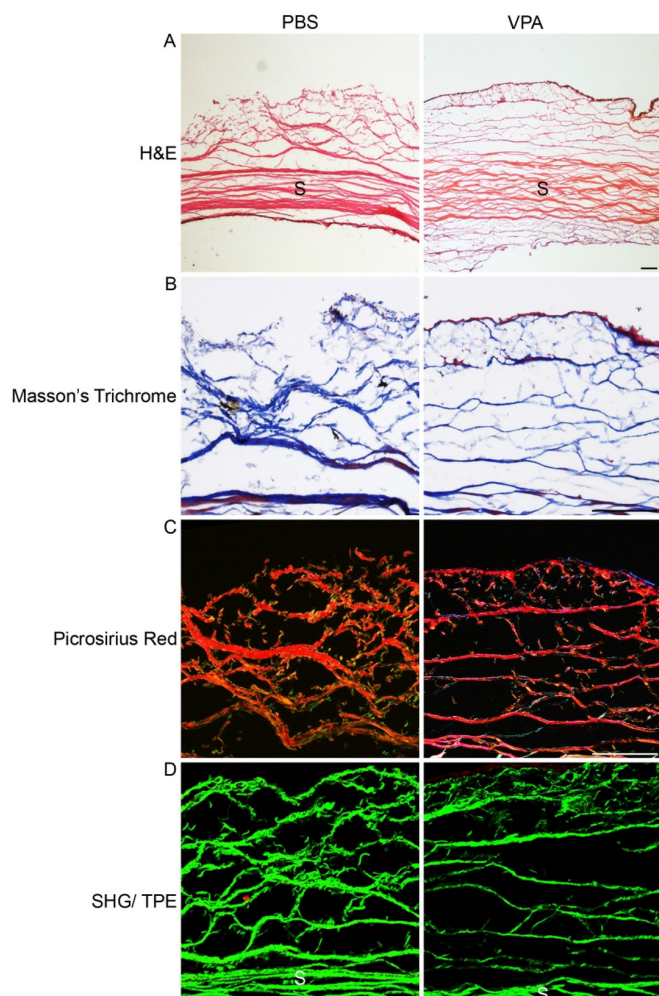 PBS
VPA
A
H&E
S
S
B
Masson's Trichrome
C
Picrosirius Red
D
SHG/ TPE
S
S